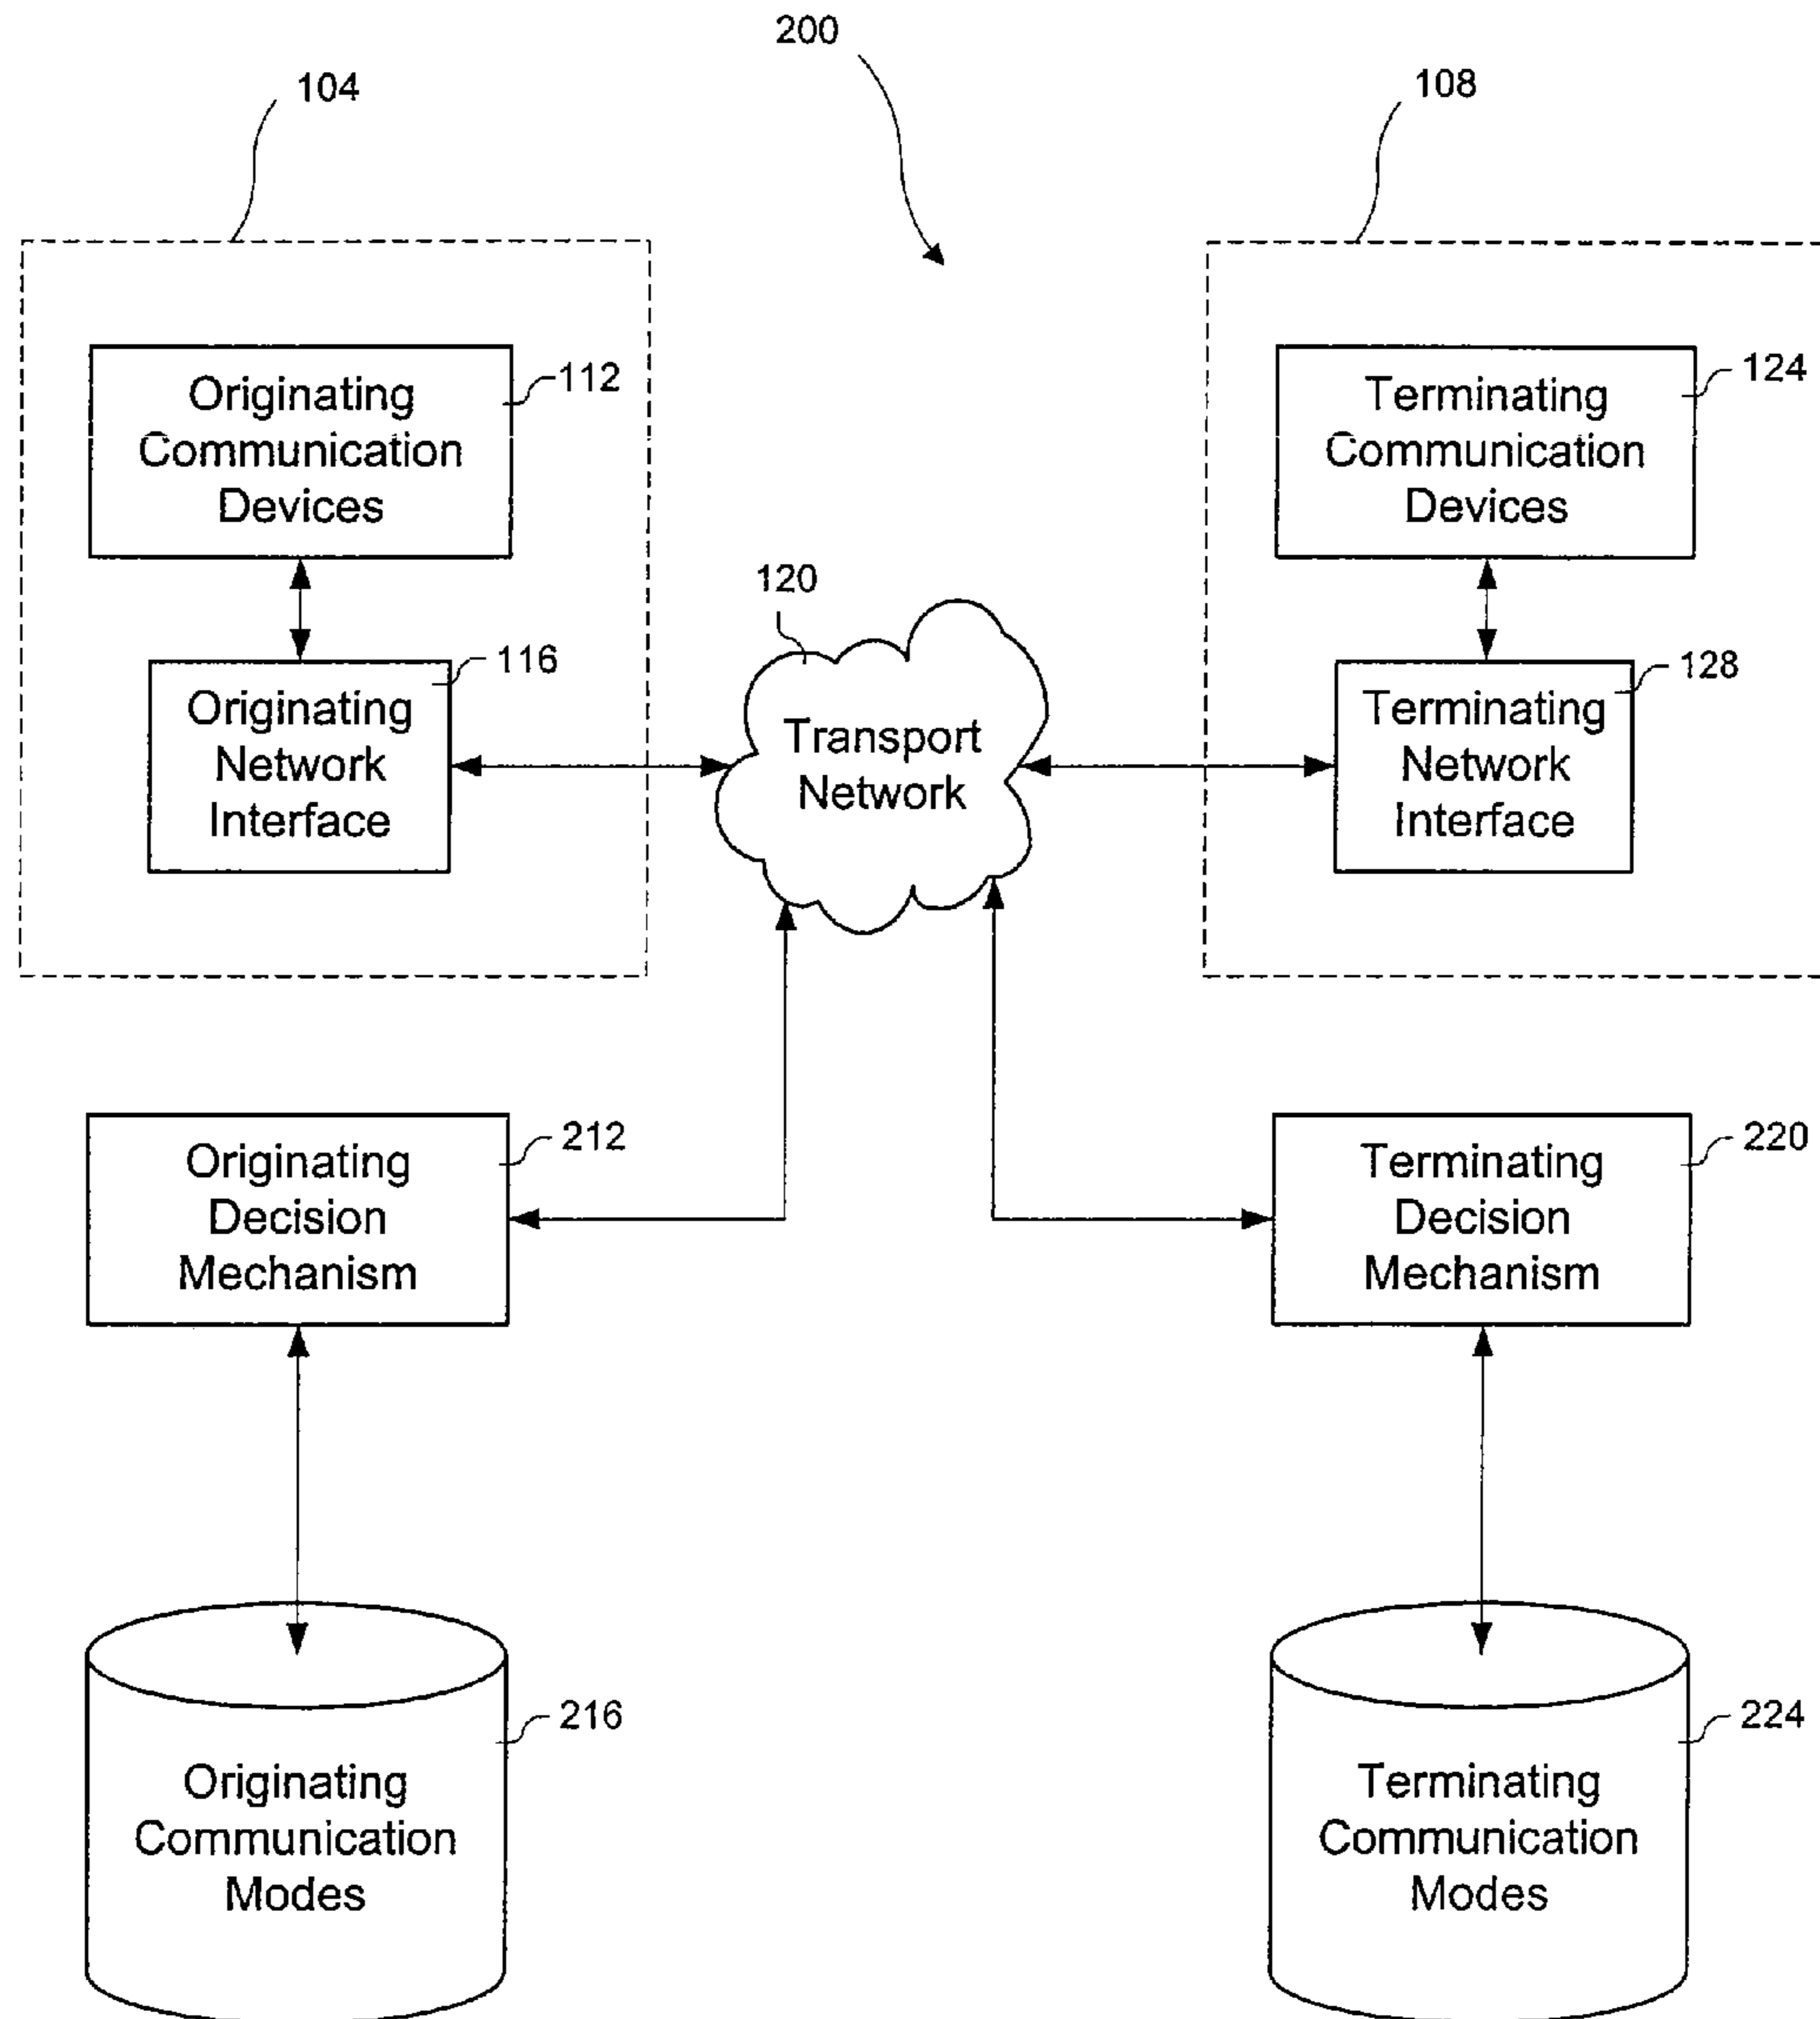 200
104
108
Originating
Communication
Devices
112
Terminating
Communication
Devices
124
120
Originating
Network
Interface
116
Transport
Network
Terminating
Network
Interface
128
Originating
Decision
Mechanism
212
Terminating
Decision
Mechanism
220
Originating
Communication
Modes
216
Terminating
Communication
Modes
224